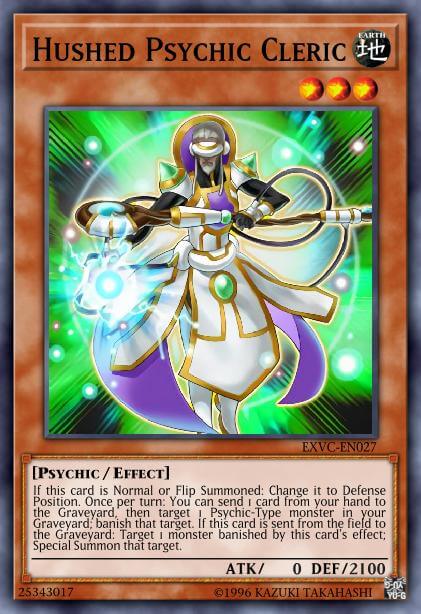 HUSHED PSYCHIC CLERIC
EARTH
地
EXVC-EN027
[PSYCHIC / EFFECT]
If this card is Normal or Flip Summoned: Change it to Defense
Position. Once per turn: You can send 1 card from your hand to
the Graveyard, then target 1 Psychic-Type monster in your
Graveyard; banish that target. If this card is sent from the field to
the Graveyard: Target 1 monster banished by this card's effect;
Special Summon that target.
ATK/ 0 DEF/2100
25343017
©1996 KAZUKI TAKAHASHI